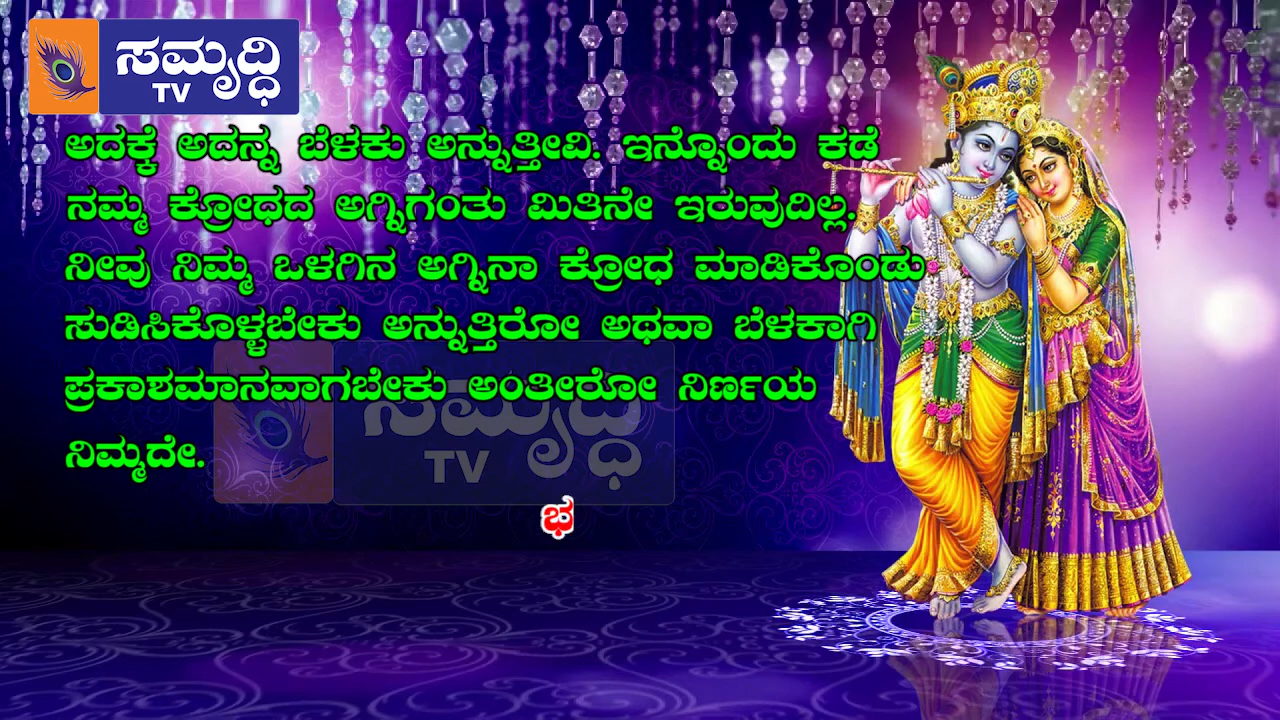 ಸಮೃದ್ಧಿ
TV
ಅದಕ್ಕೆ ಅದನ್ನ ಬೆಳಕು ಅನ್ನುತ್ತೀವಿ. ಇನ್ನೊಂದು ಕಡೆ
ನಮ್ಮ ಕ್ರೋಧದ ಅಗ್ನಿಗಂತು ಮಿತಿನೇ ಇರುವುದಿಲ್ಲ.
ನೀವು ನಿಮ್ಮ ಒಳಗಿನ ಅಗ್ನಿನಾ ಕ್ರೋಧ ಮಾಡಿಕೊಂಡು
ಸುಡಿಸಿಕೊಳ್ಳಬೇಕು ಅನ್ನುತ್ತಿರೋ ಅಥವಾ ಬೆಳಕಾಗಿ
ಪ್ರಕಾಶಮಾನವಾಗಬೇಕು ಅಂತೀರೋ ನಿರ್ಣಯ
ನಿಮ್ಮದೇ.
ಸಮೃದ್ಧಿ
TV
ಭ